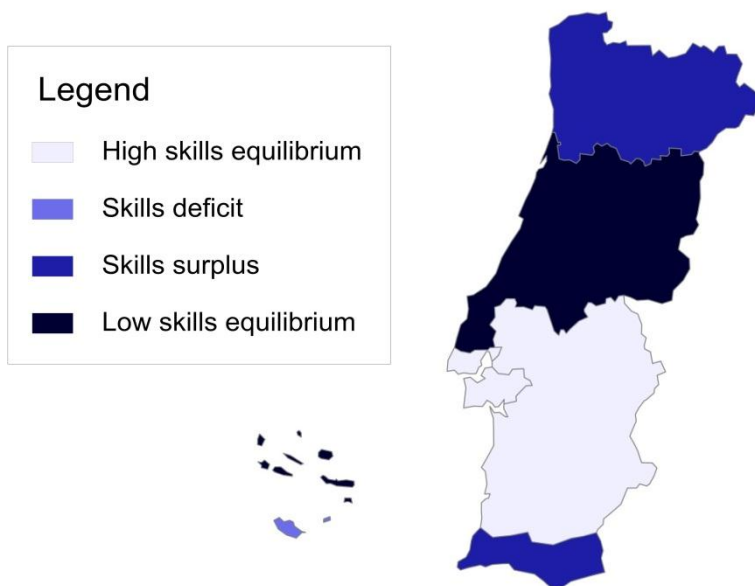 Legend
High skills equilibrium
Skills deficit
Skills surplus
Low skills equilibrium